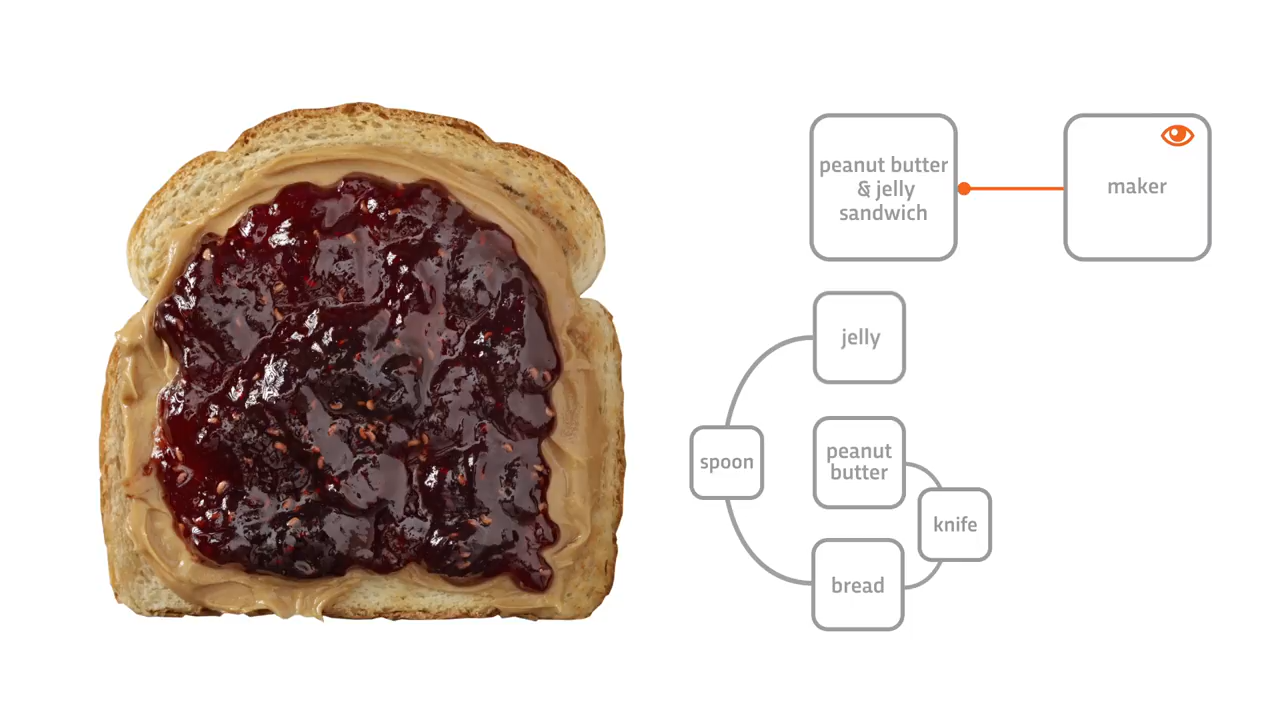 peanut butter
& jelly
sandwich
maker
jelly
spoon
peanut
butter
knife
bread